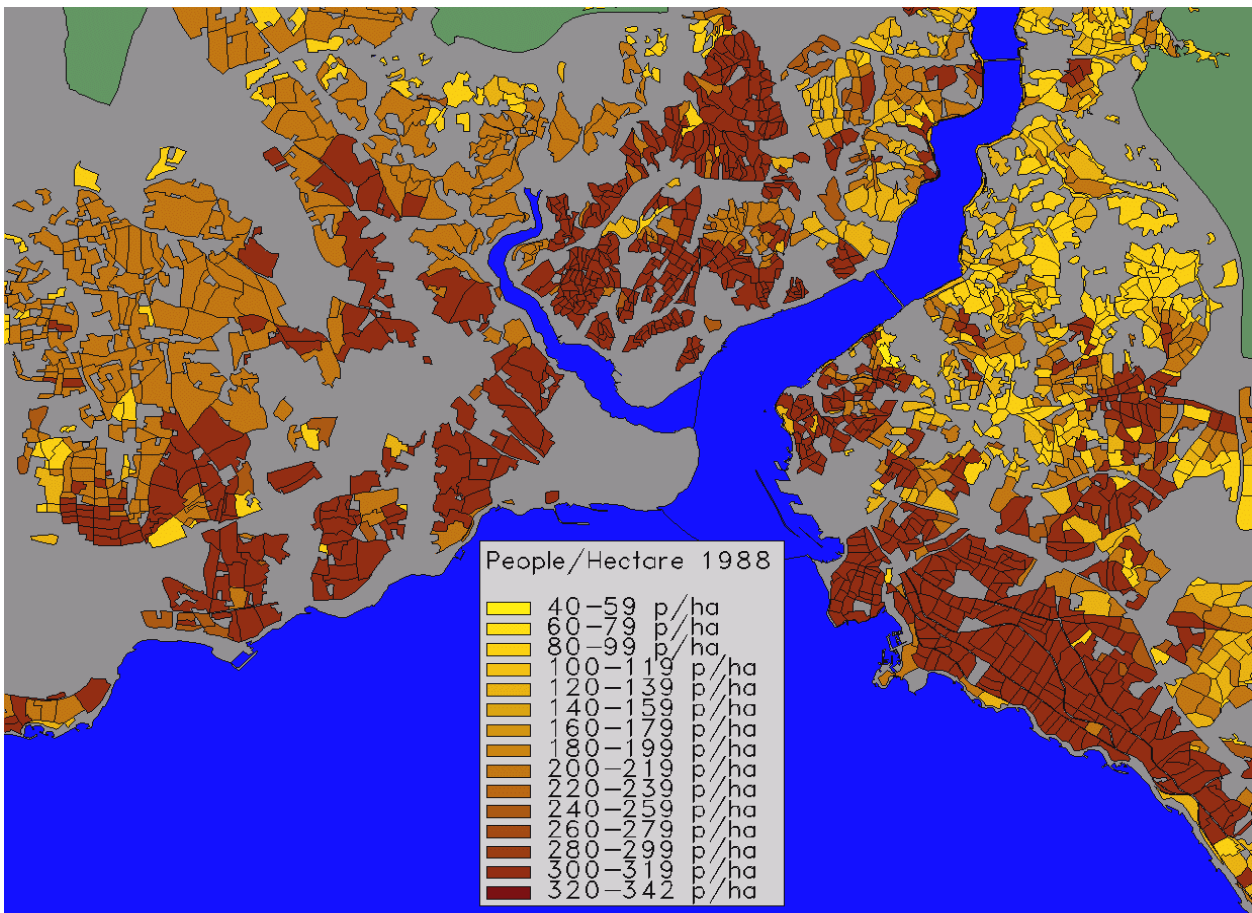 People/Hectare 1988
40-59 p/ha
60-79 p/ha
80-99 p/ha
100-119 p/ha
120-139 p/ha
140-159 p/ha
160-179 p/ha
180-199 p/ha
200-219 p/ha
220-239 p/ha
240-259 p/ha
260-279 p/ha
280-299 p/ha
300-319 p/ha
320-342 p/ha